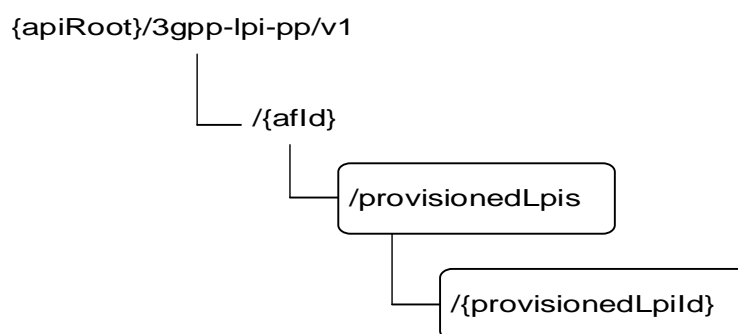 {apiRoot}/3gpp-lpi-pp/v1
/{afId}
/provisionedLpis
/{provisionedLpiId}